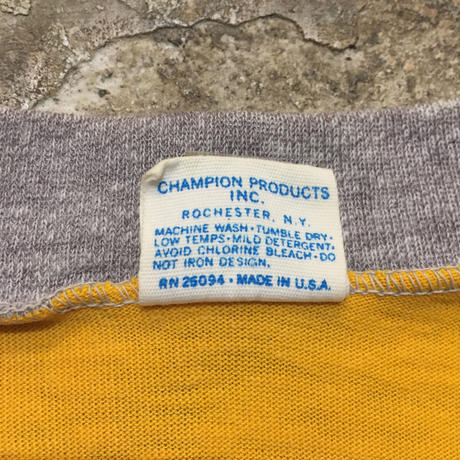 CHAMPION PRODUCTS
INC.
ROCHESTER, N.Y.
MACHINE WASH • TUMBLE DRY •
LOW TEMPS • MILD DETERGENT •
AVOID CHLORINE BLEACH • DO
NOT IRON DESIGN.
RN 26094 • MADE IN U.S.A.